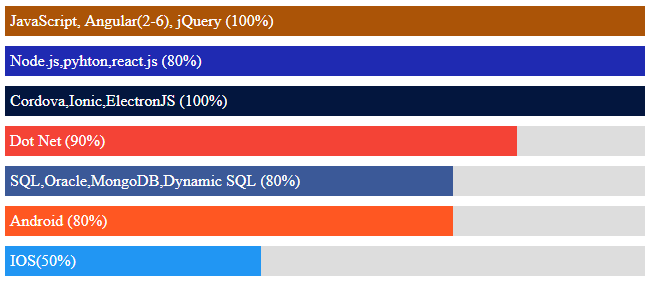 JavaScript, Angular(2-6), jQuery (100%)
Node.js,pyhton,react.js (80%)
Cordova,Ionic,ElectronJS (100%)
Dot Net (90%)
SQL,Oracle,MongoDB,Dynamic SQL (80%)
Android (80%)
IOS(50%)